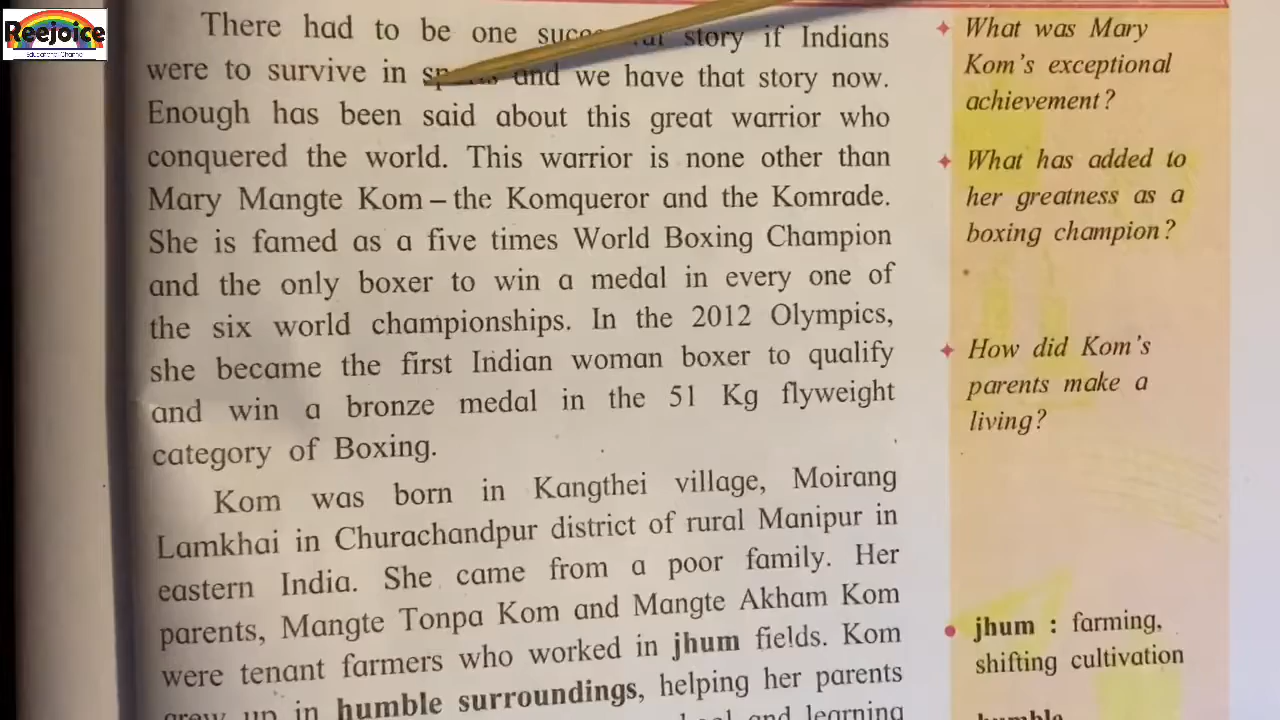 Reejoice
Educational Channel
There had to be one story if Indians
were to survive in and we have that story now.
Enough has been said about this great warrior who
conquered the world. This warrior is none other than
Mary Mangte Kom – the Komqueror and the Komrade.
She is famed as a five times World Boxing Champion
and the only boxer to win a medal in every one of
the six world championships. In the 2012 Olympics,
she became the first Indian woman boxer to qualify
and win a bronze medal in the 51 Kg flyweight
category of Boxing.
Kom was born in Kangthei village, Moirang
Lamkhai in Churachandpur district of rural Manipur in
eastern India. She came from a poor family. Her
parents, Mangte Tonpa Kom and Mangte Akham Kom
were tenant farmers who worked in jhum fields. Kom
grew up in humble surroundings, helping her parents
and learning
✦ What was Mary
Kom's exceptional
achievement?
✦ What has added to
her greatness as a
boxing champion?
✦ How did Kom's
parents make a
living?
• jhum : farming,
shifting cultivation
humble